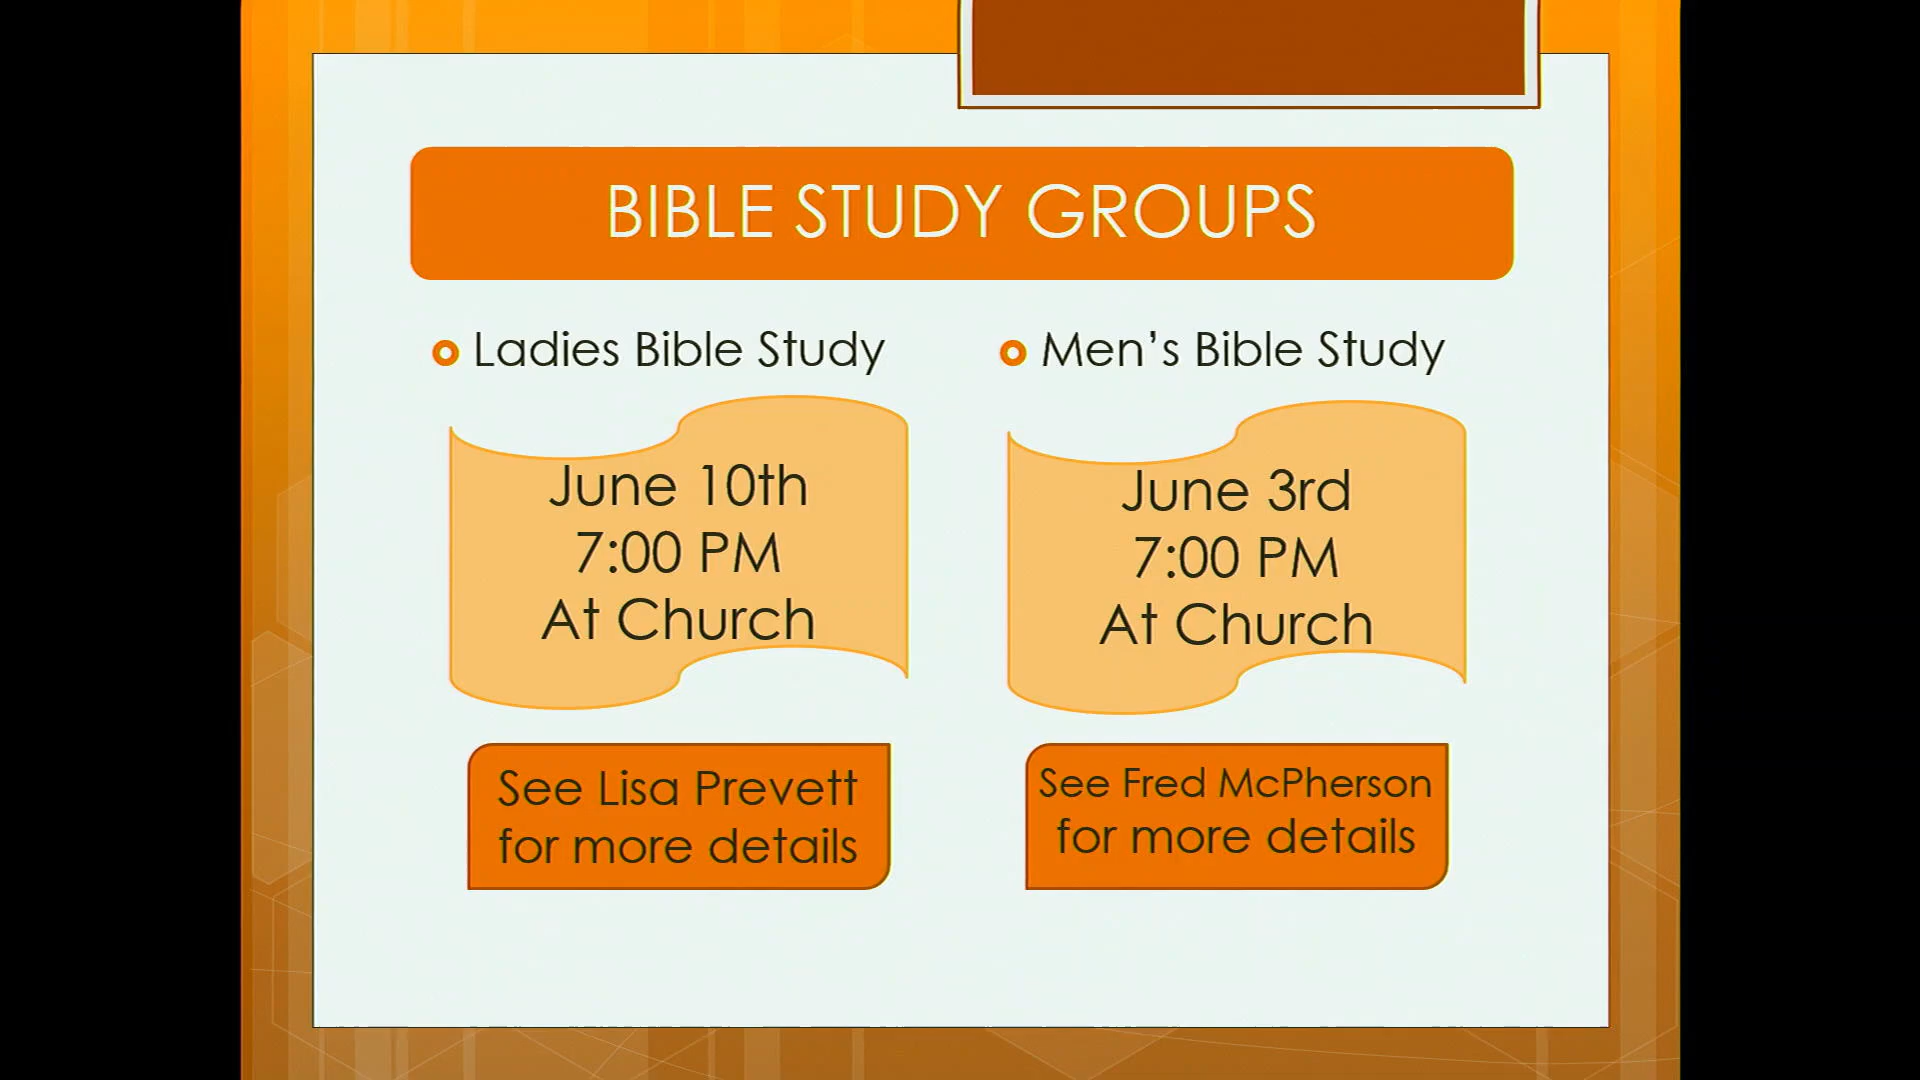 BIBLE STUDY GROUPS
Ladies Bible Study
June 10th
7:00 PM
At Church
See Lisa Prevett
for more details
Men's Bible Study
June 3rd
7:00 PM
At Church
See Fred McPherson
for more details